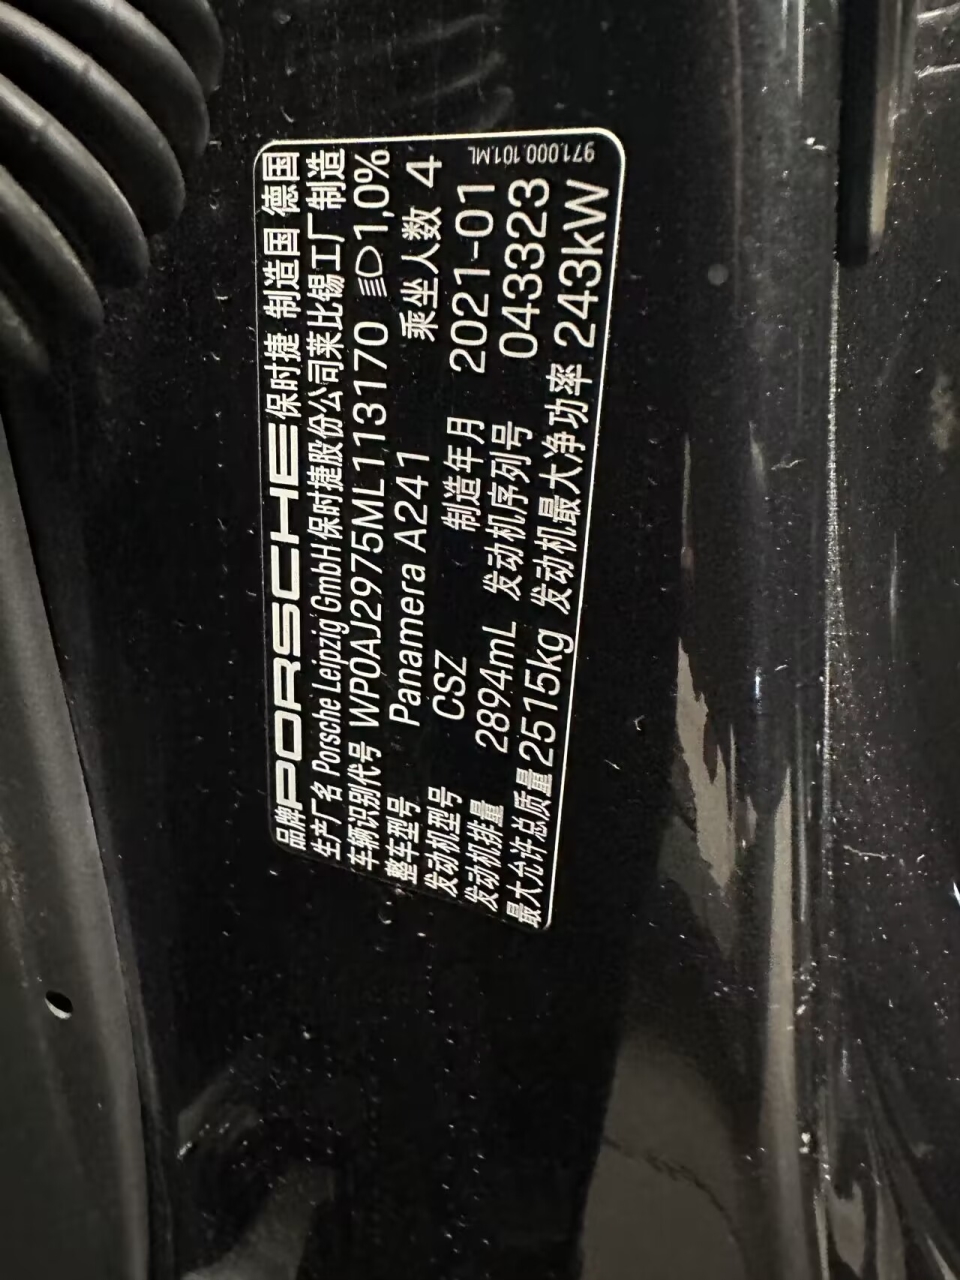 品牌 PORSCHE 保时捷 制造国 德国
生产厂名 Porsche Leipzig GmbH 保时捷股份公司莱比锡工厂制造
车辆识别代号 WP0AJ2975ML113170 1,0%
整车型号 Panamera A241 乘坐人数 4
发动机型号 CSZ 制造年月 2021-01
发动机排量 2894mL 发动机序列号 043323
最大允许总质量 2515kg 发动机最大净功率 243kW
971.000.101.ML